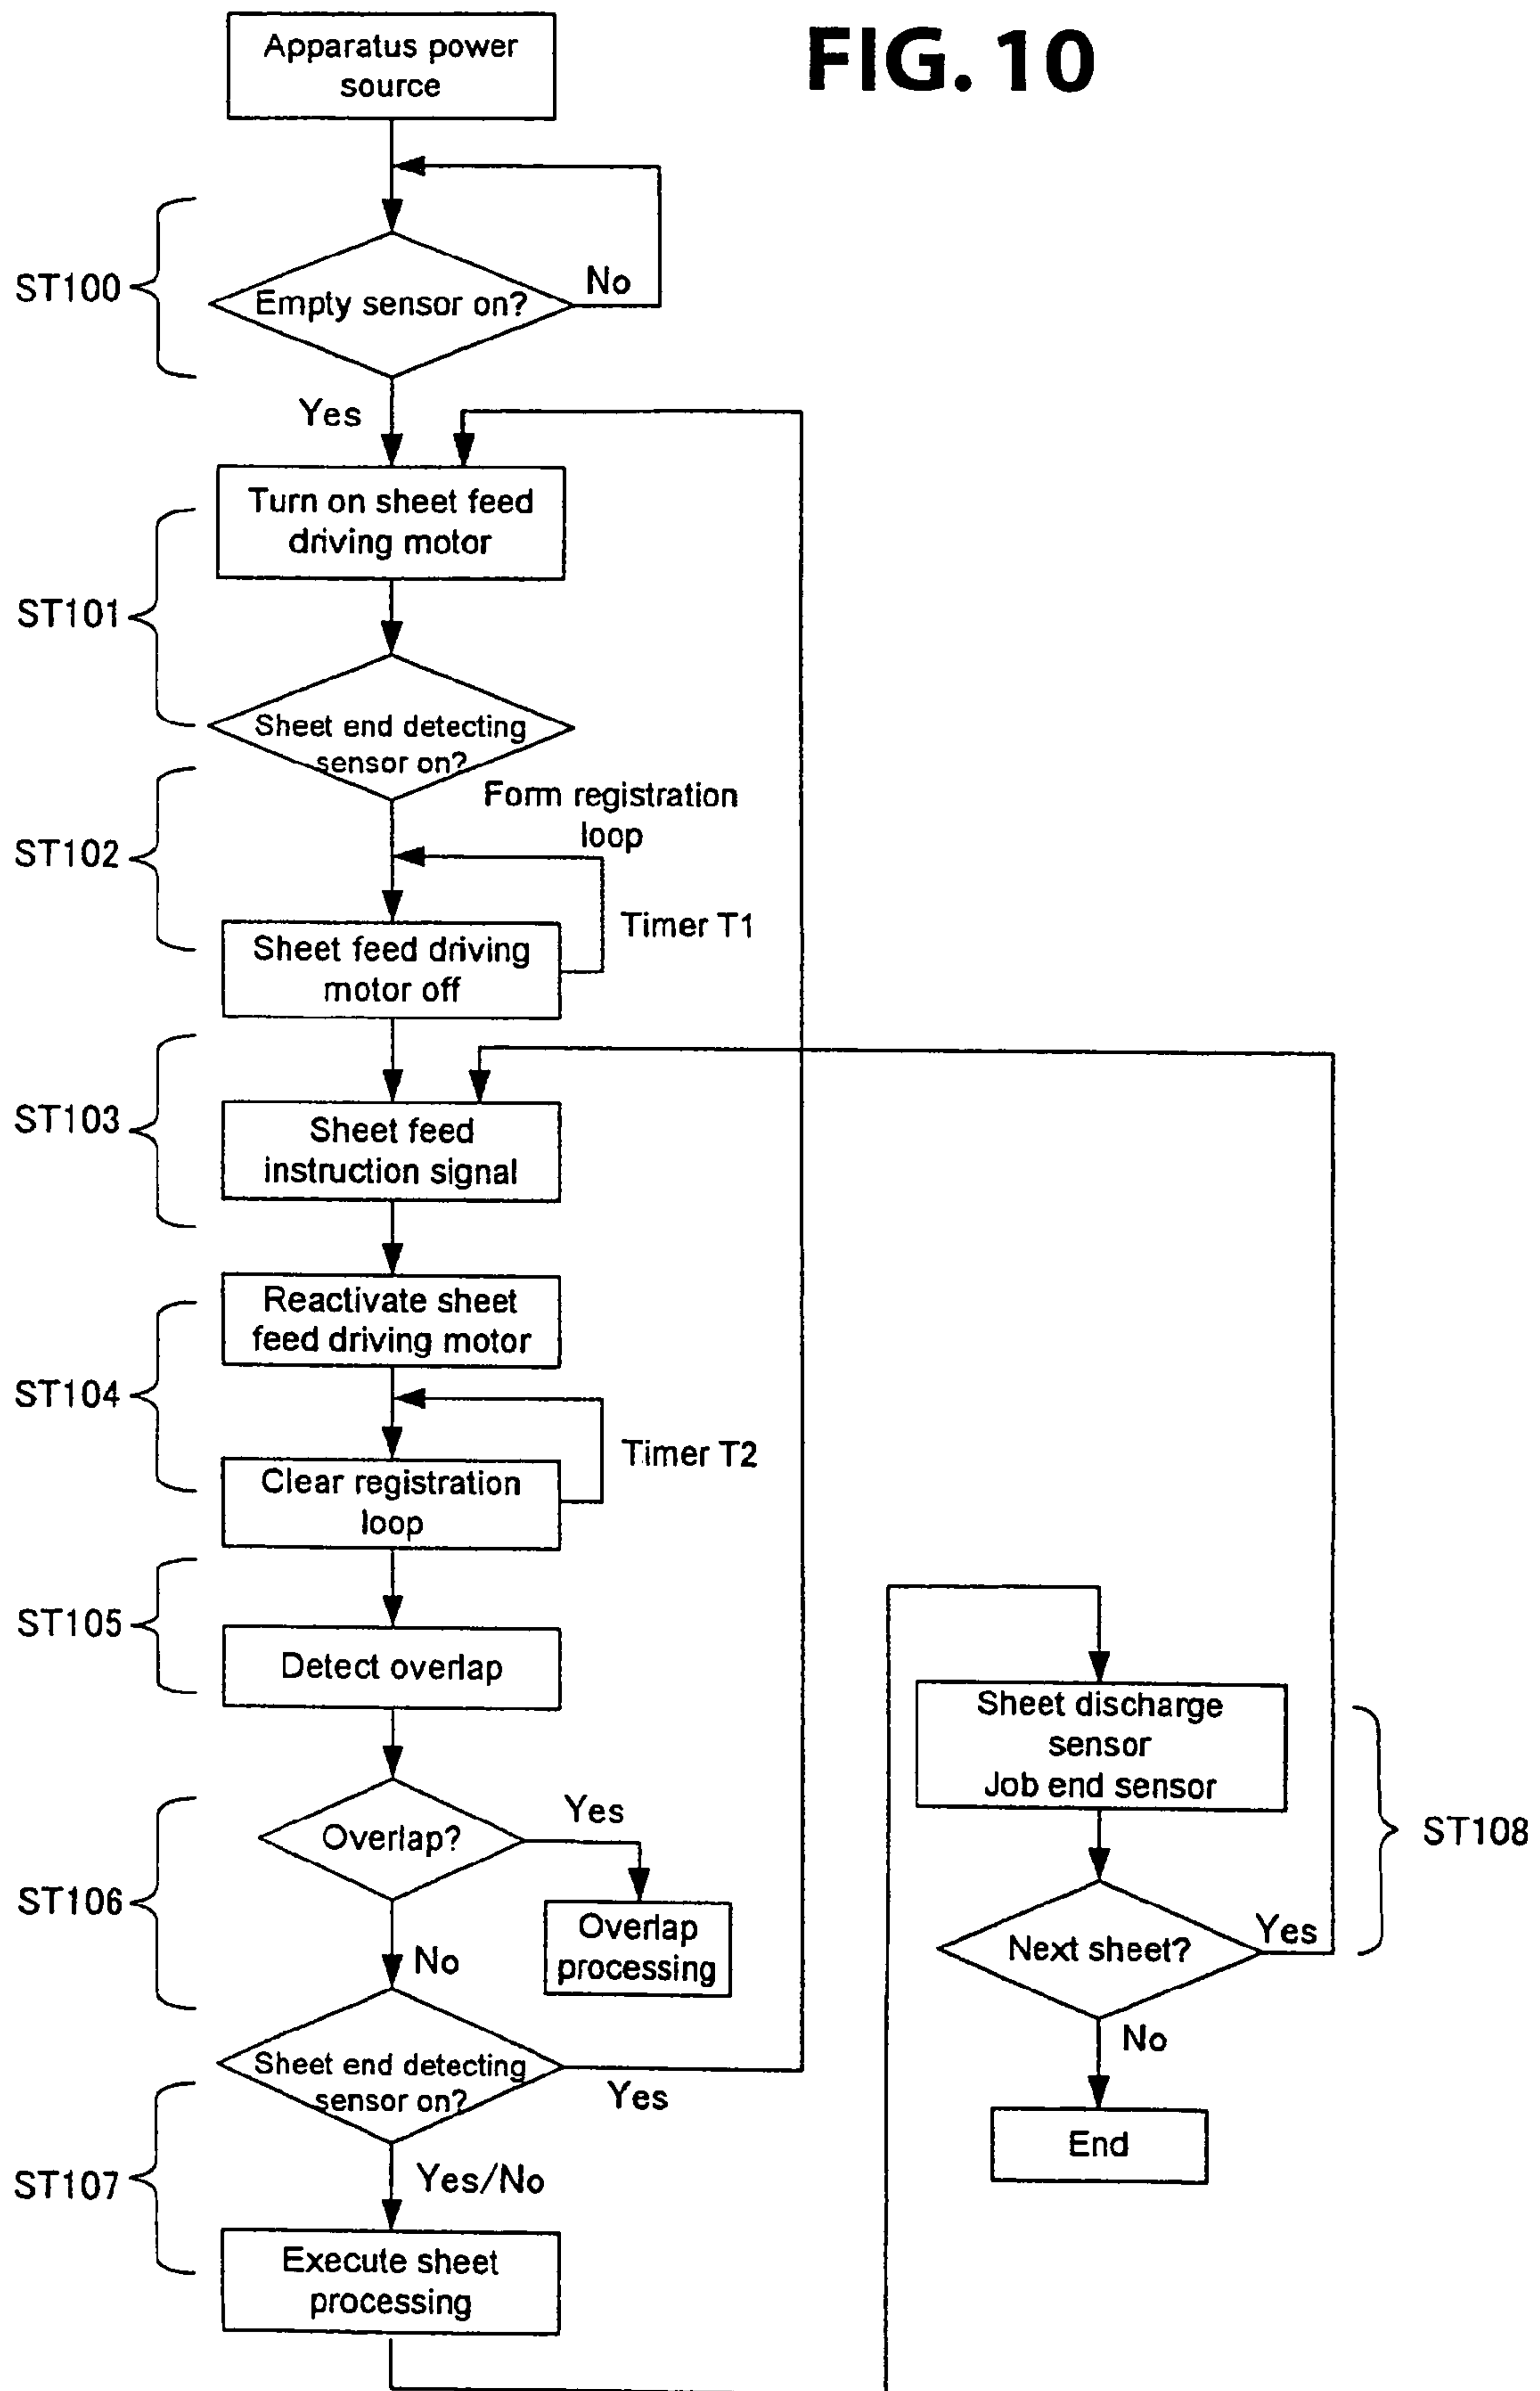 FIG. 10
Apparatus power
source
ST100
Empty sensor on?
No
Yes
Turn on sheet feed
driving motor
ST101
Sheet end detecting
sensor on?
Form registration
loop
ST102
Timer T1
Sheet feed driving
motor off
ST103
Sheet feed
instruction signal
Reactivate sheet
feed driving motor
ST104
Timer T2
Clear registration
loop
ST105
Detect overlap
Overlap?
Yes
ST106
Overlap
processing
No
Sheet end detecting
sensor on?
Yes
ST107
Yes/No
Execute sheet
processing
Sheet discharge
sensor
Job end sensor
ST108
Next sheet?
Yes
No
End